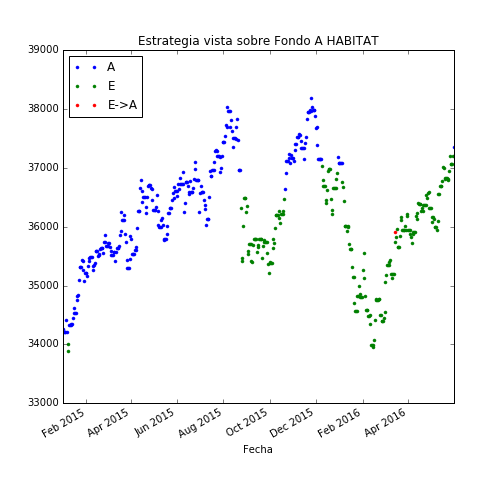 Estrategia vista sobre Fondo A HABITAT
39000
38000
37000
36000
35000
34000
33000
A
E
E->A
Feb 2015
Apr 2015
Jun 2015
Aug 2015
Oct 2015
Dec 2015
Feb 2016
Apr 2016
Fecha